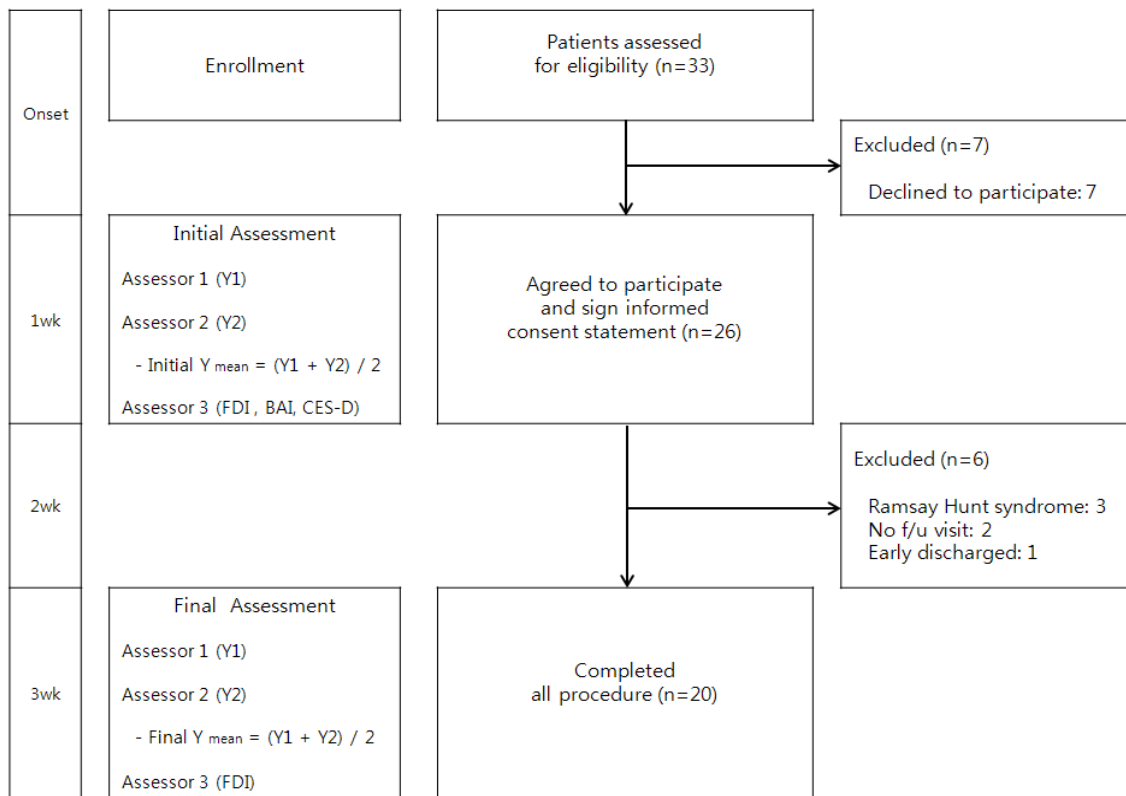 Onset
Enrollment
Patients assessed
for eligibility (n=33)
Excluded (n=7)
Declined to participate: 7
1wk
Initial Assessment
Assessor 1 (Y1)
Assessor 2 (Y2)
- Initial Y mean = (Y1 + Y2) / 2
Assessor 3 (FDI , BAI, CES-D)
Agreed to participate
and sign informed
consent statement (n=26)
2wk
Excluded (n=6)
Ramsay Hunt syndrome: 3
No f/u visit: 2
Early discharged: 1
3wk
Final Assessment
Assessor 1 (Y1)
Assessor 2 (Y2)
- Final Y mean = (Y1 + Y2) / 2
Assessor 3 (FDI)
Completed
all procedure (n=20)